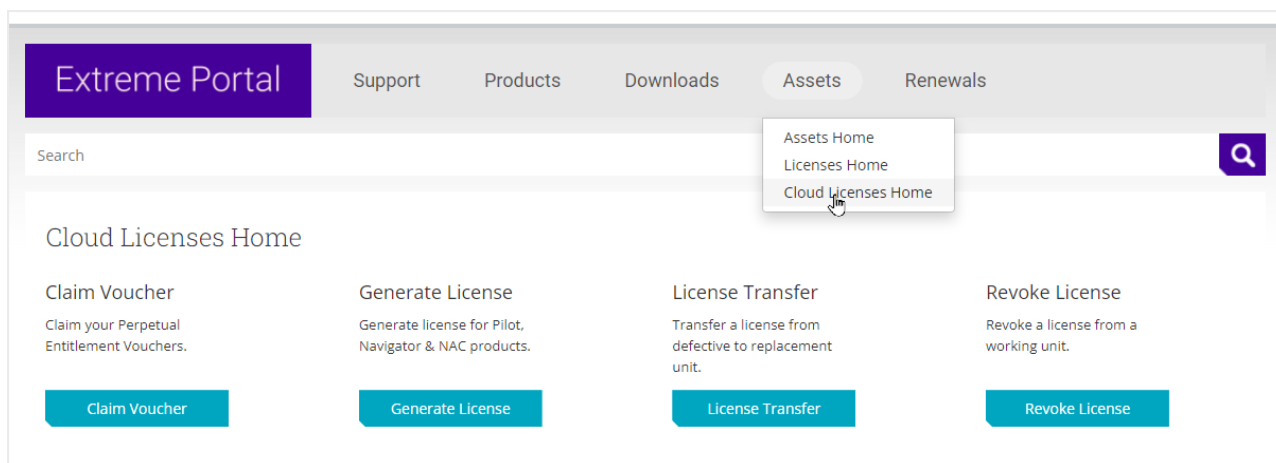 Extreme Portal
Support
Products
Downloads
Assets
Renewals
Assets Home
Licenses Home
Cloud Licenses Home
Search
Cloud Licenses Home
Claim Voucher
Claim your Perpetual
Entitlement Vouchers.
Claim Voucher
Generate License
Generate license for Pilot,
Navigator & NAC products.
Generate License
License Transfer
Transfer a license from
defective to replacement
unit.
License Transfer
Revoke License
Revoke a license from a
working unit.
Revoke License